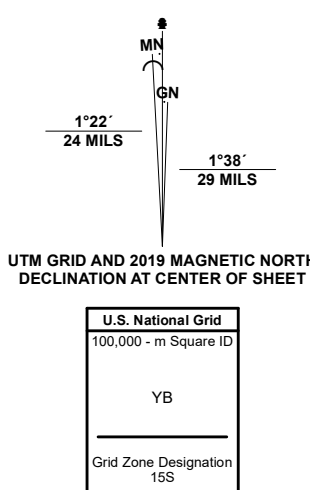 MN
GN
1°22´
24 MILS
1°38´
29 MILS
UTM GRID AND 2019 MAGNETIC NORTH
DECLINATION AT CENTER OF SHEET
U.S. National Grid
100,000 - m Square ID
YB
Grid Zone Designation
15S